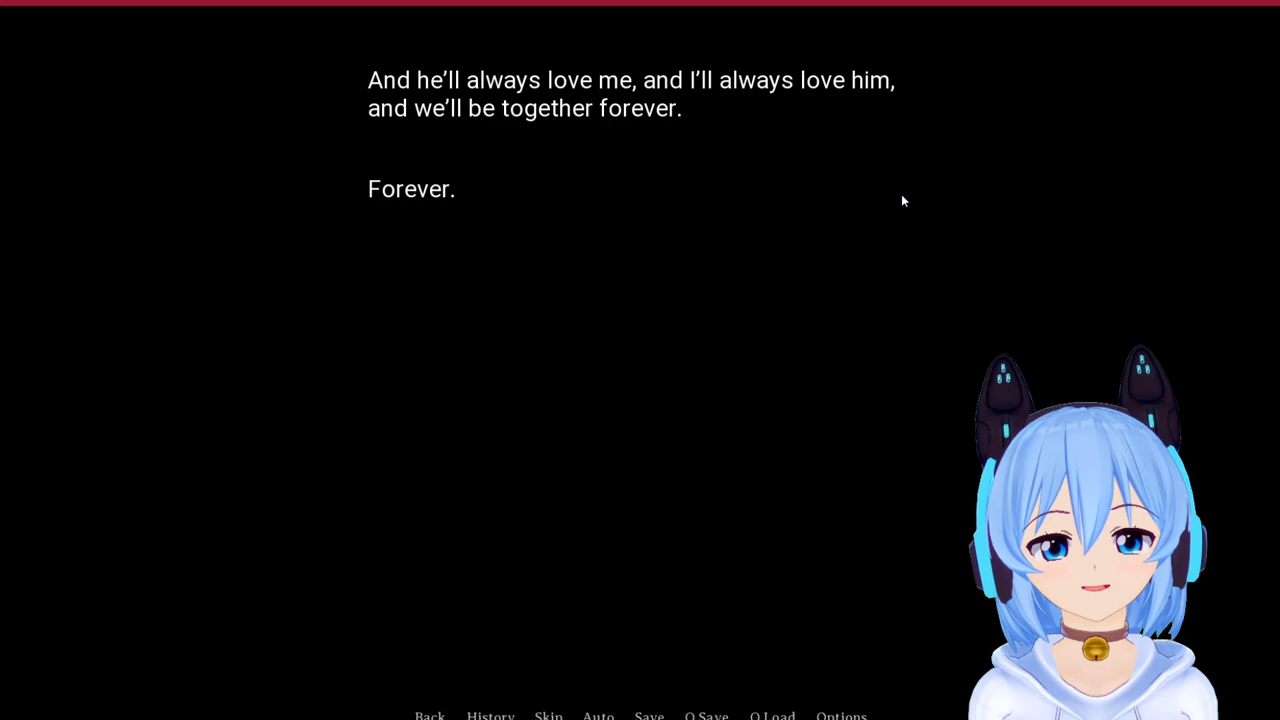 And he’ll always love me, and I’ll always love him,
and we’ll be together forever.
Forever.
Back History Skip Auto Save Q Save Q Load Options